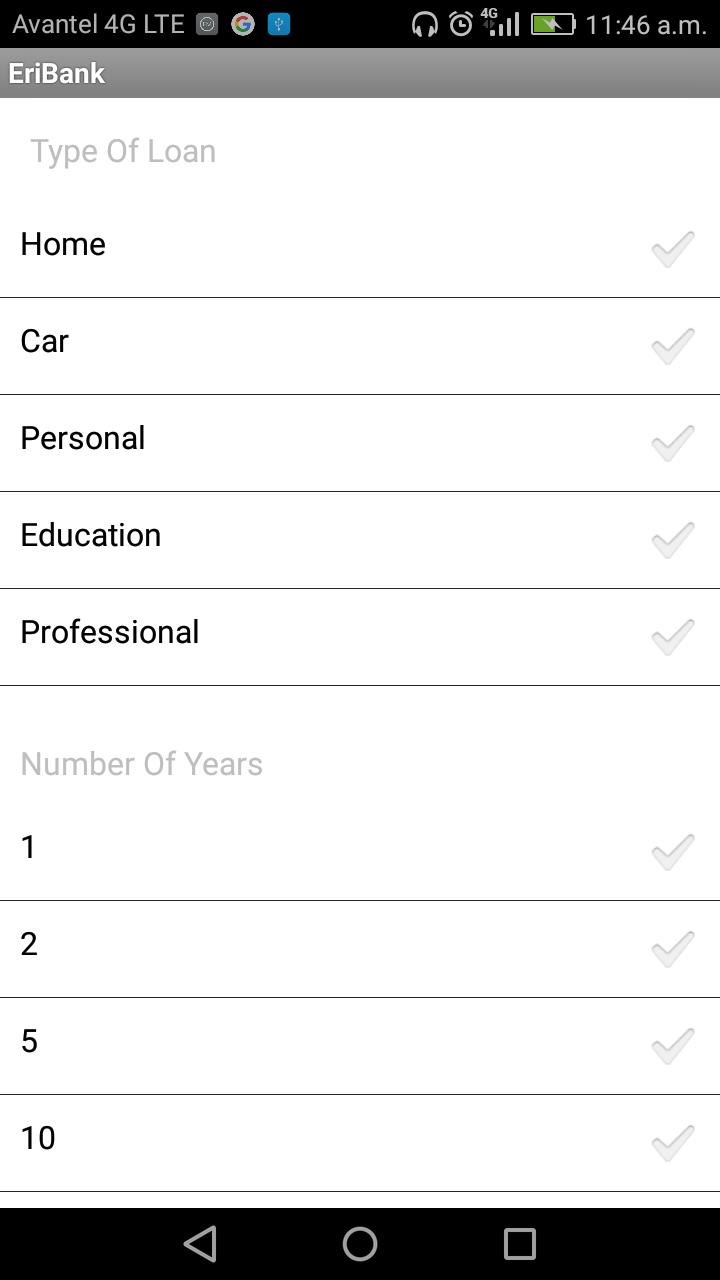 Avantel 4G LTE 4G 11:46 a.m.
EriBank
Type Of Loan
Home
Car
Personal
Education
Professional
Number Of Years
1
2
5
10